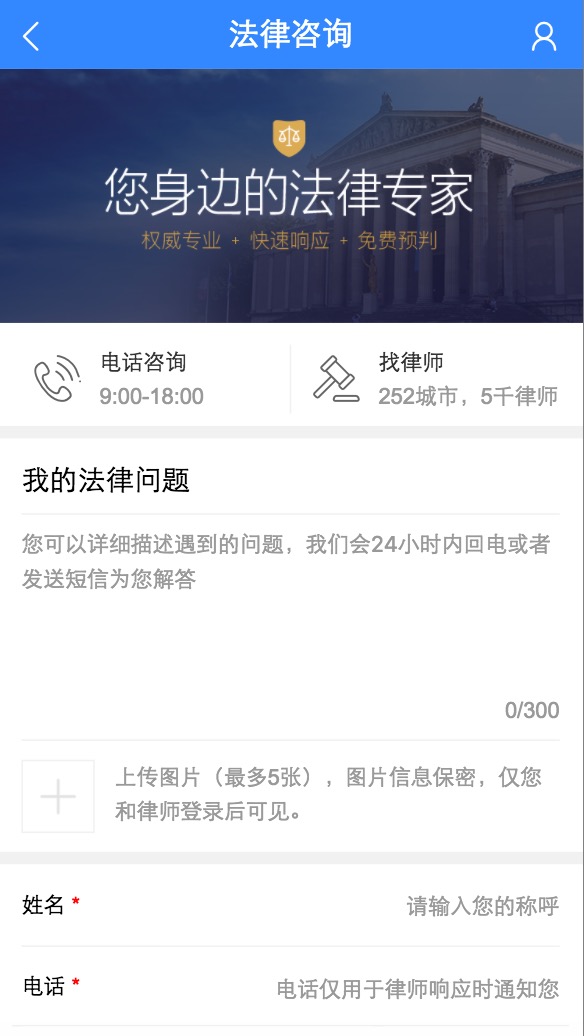 法律咨询
您身边的法律专家
权威专业 + 快速响应 + 免费预判
电话咨询
9:00-18:00
找律师
252城市，5千律师
我的法律问题
您可以详细描述遇到的问题，我们会24小时内回电或者
发送短信为您解答
0/300
上传图片（最多5张），图片信息保密，仅您
和律师登录后可见。
姓名 *
请输入您的称呼
电话 *
电话仅用于律师响应时通知您